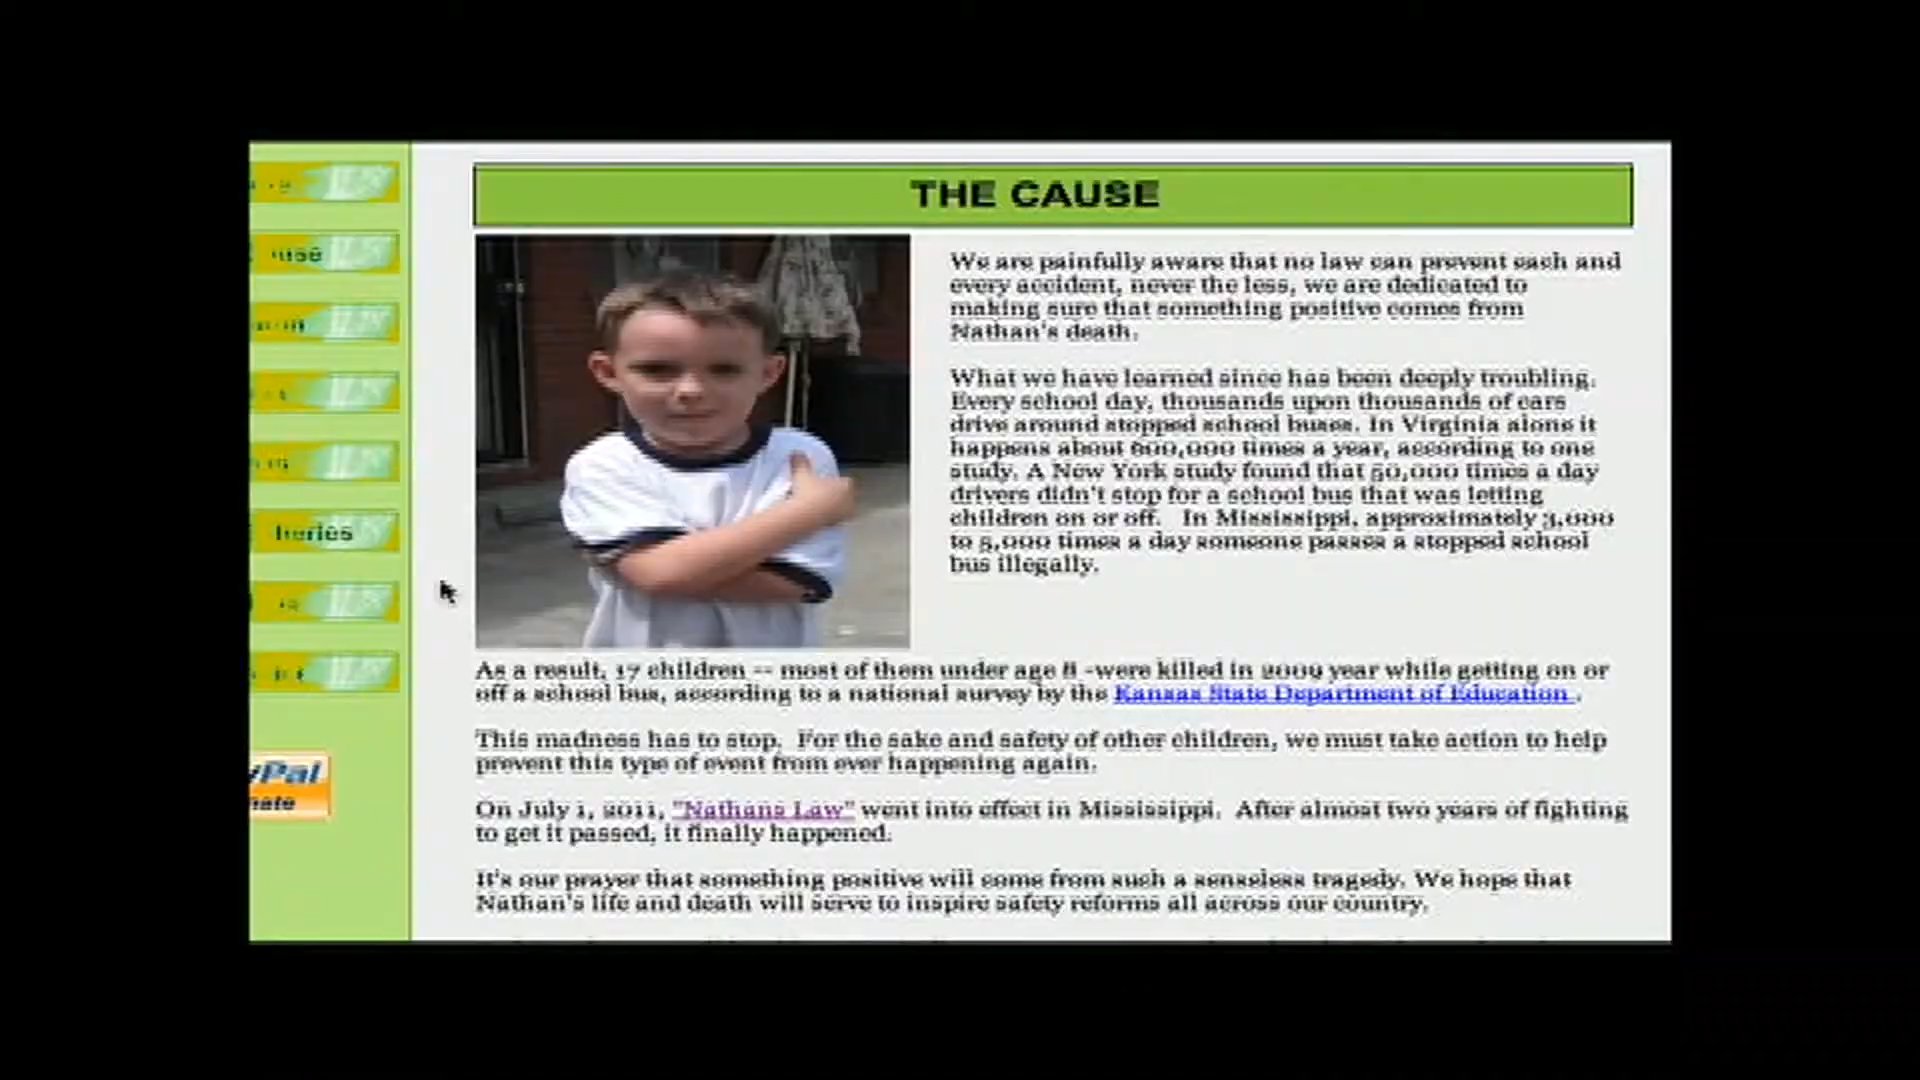 THE CAUSE
We are painfully aware that no law can prevent each and
every accident, never the less, we are dedicated to
making sure that something positive comes from
Nathan's death.
What we have learned since has been deeply troubling.
Every school day, thousands upon thousands of cars
drive around stopped school buses. In Virginia alone it
happens about 600,000 times a year, according to one
study. A New York study found that 50,000 times a day
drivers didn't stop for a school bus that was letting
children on or off. In Mississippi, approximately 3,000
to 5,000 times a day someone passes a stopped school
bus illegally.
As a result, 17 children -- most of them under age 8 -were killed in 2009 year while getting on or
off a school bus, according to a national survey by the Kansas State Department of Education .
This madness has to stop. For the sake and safety of other children, we must take action to help
prevent this type of event from ever happening again.
On July 1, 2011, "Nathans Law" went into effect in Mississippi. After almost two years of fighting
to get it passed, it finally happened.
It's our prayer that something positive will come from such a senseless tragedy. We hope that
Nathan's life and death will serve to inspire safety reforms all across our country.
use
heries
yPal
nate